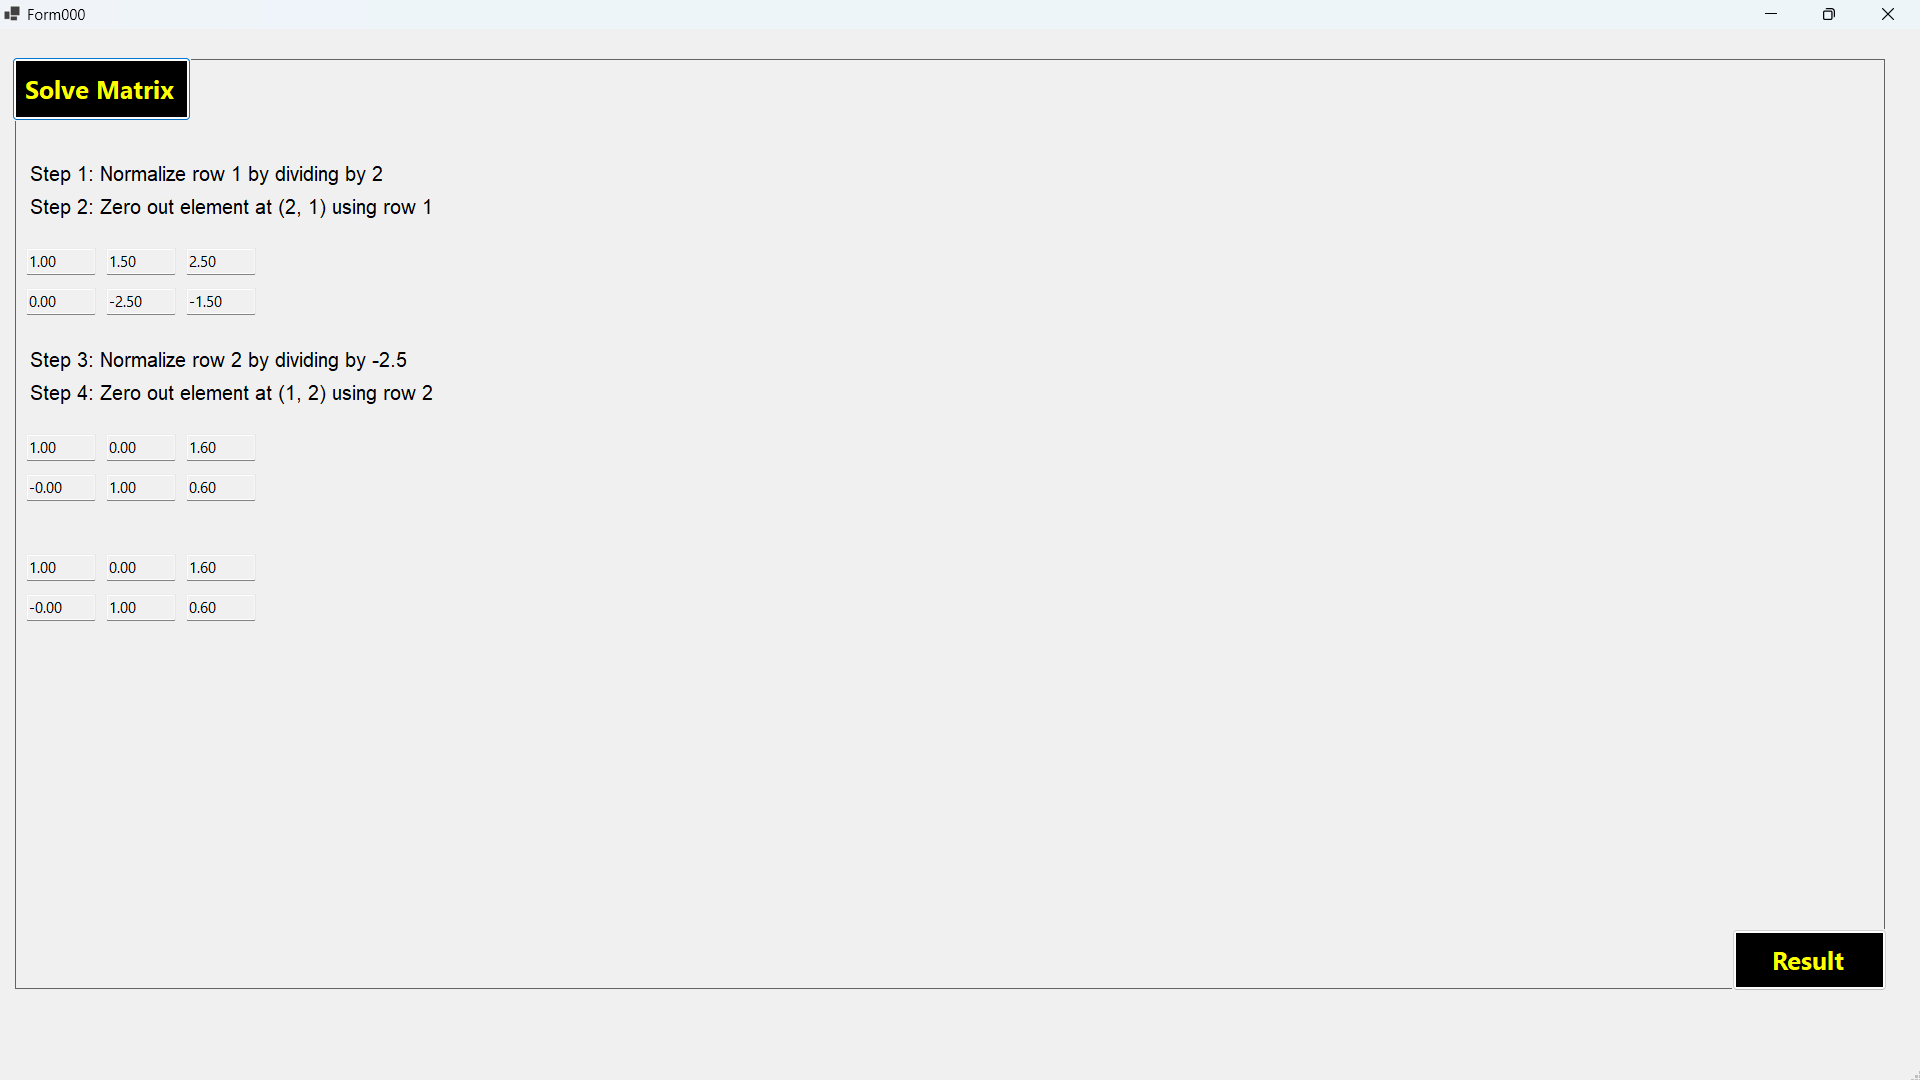 Form000
Solve Matrix
Step 1: Normalize row 1 by dividing by 2
Step 2: Zero out element at (2, 1) using row 1
1.00 1.50 2.50
0.00 -2.50 -1.50
Step 3: Normalize row 2 by dividing by -2.5
Step 4: Zero out element at (1, 2) using row 2
1.00 0.00 1.60
-0.00 1.00 0.60
1.00 0.00 1.60
-0.00 1.00 0.60
Result